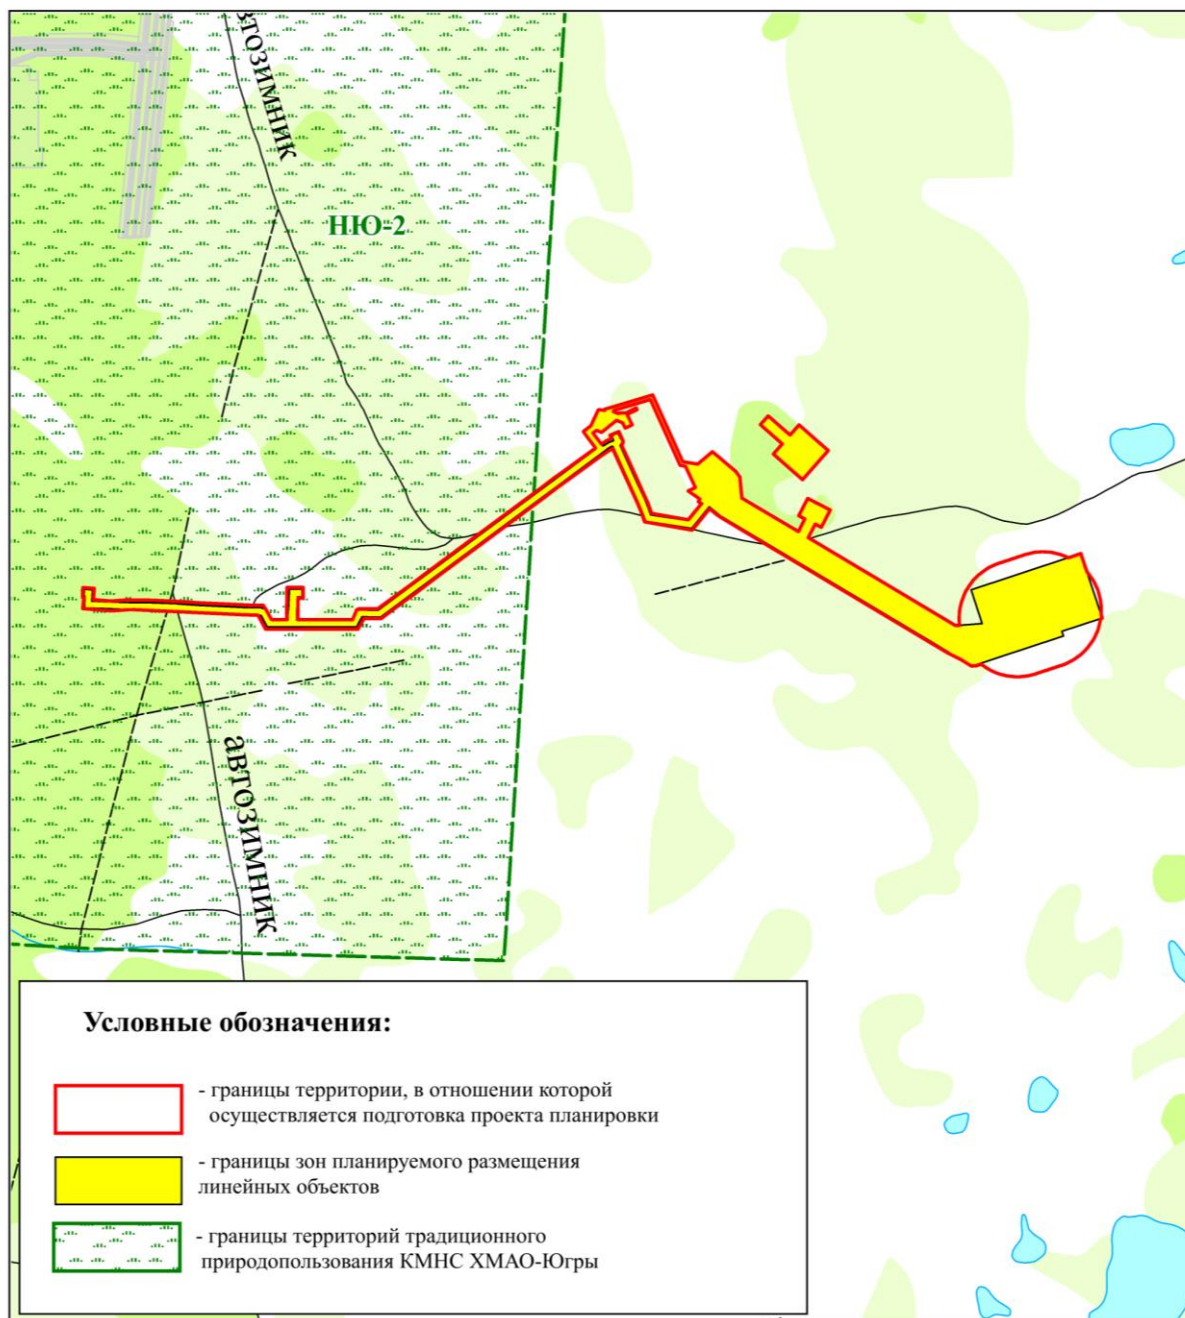 автозимник
НЮ-2
автозимник
Условные обозначения:
- границы территории, в отношении которой
осуществляется подготовка проекта планировки
- границы зон планируемого размещения
линейных объектов
- границы территорий традиционного
природопользования КМНС ХМАО-Югры